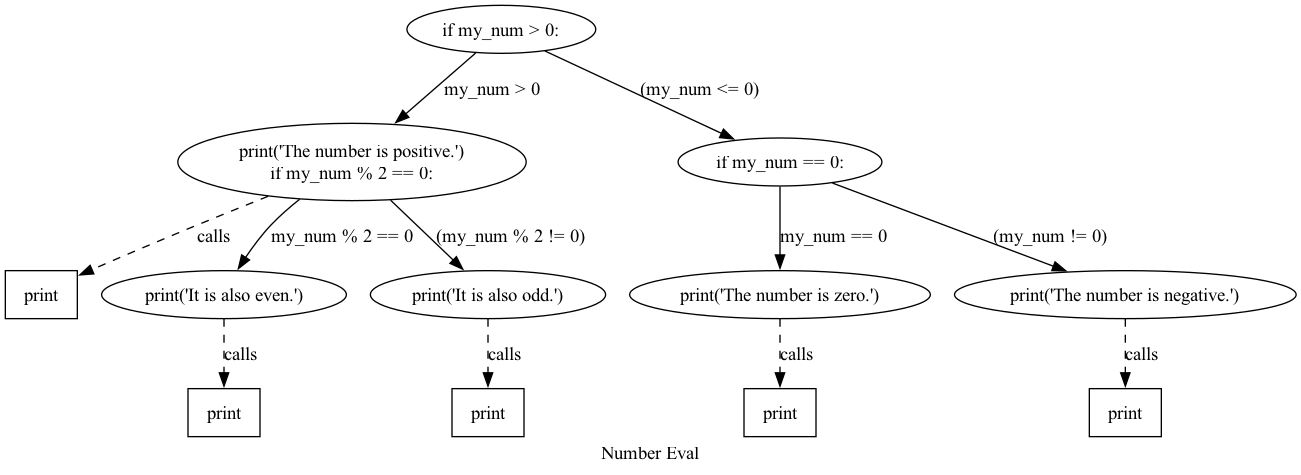 if my_num > 0:
my_num > 0
(my_num <= 0)
print('The number is positive.')
if my_num % 2 == 0:
if my_num == 0:
calls
my_num % 2 == 0
(my_num % 2 != 0)
my_num == 0
(my_num != 0)
print
print('It is also even.')
print('It is also odd.')
print('The number is zero.')
print('The number is negative.')
calls
calls
calls
calls
print
print
print
print
Number Eval